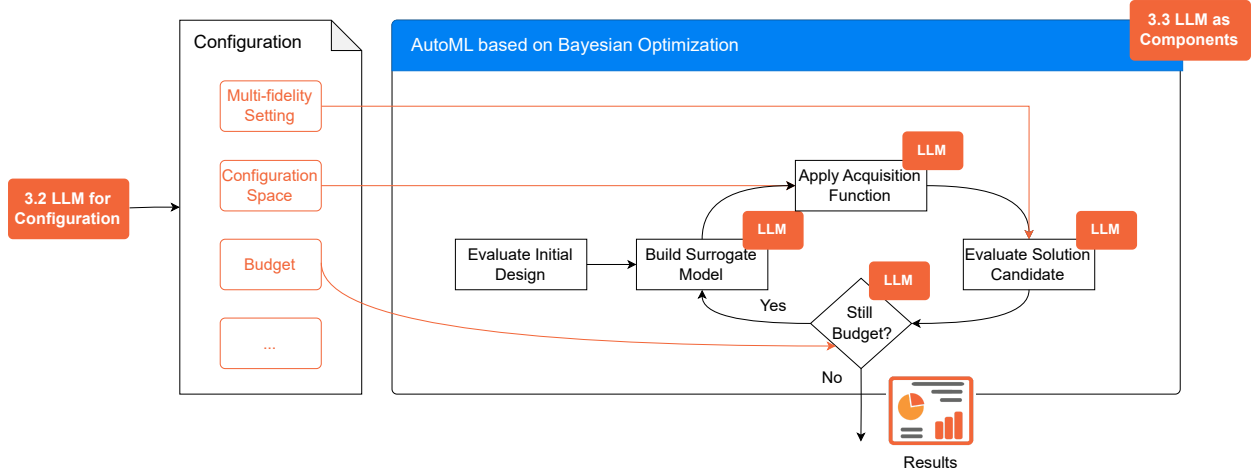 3.2 LLM for
Configuration
Configuration
Multi-fidelity
Setting
Configuration
Space
Budget
...
AutoML based on Bayesian Optimization
3.3 LLM as
Components
LLM
Apply Acquisition
Function
LLM
Build Surrogate
Model
Evaluate Initial
Design
LLM
Evaluate Solution
Candidate
LLM
Still
Budget?
Yes
No
Results